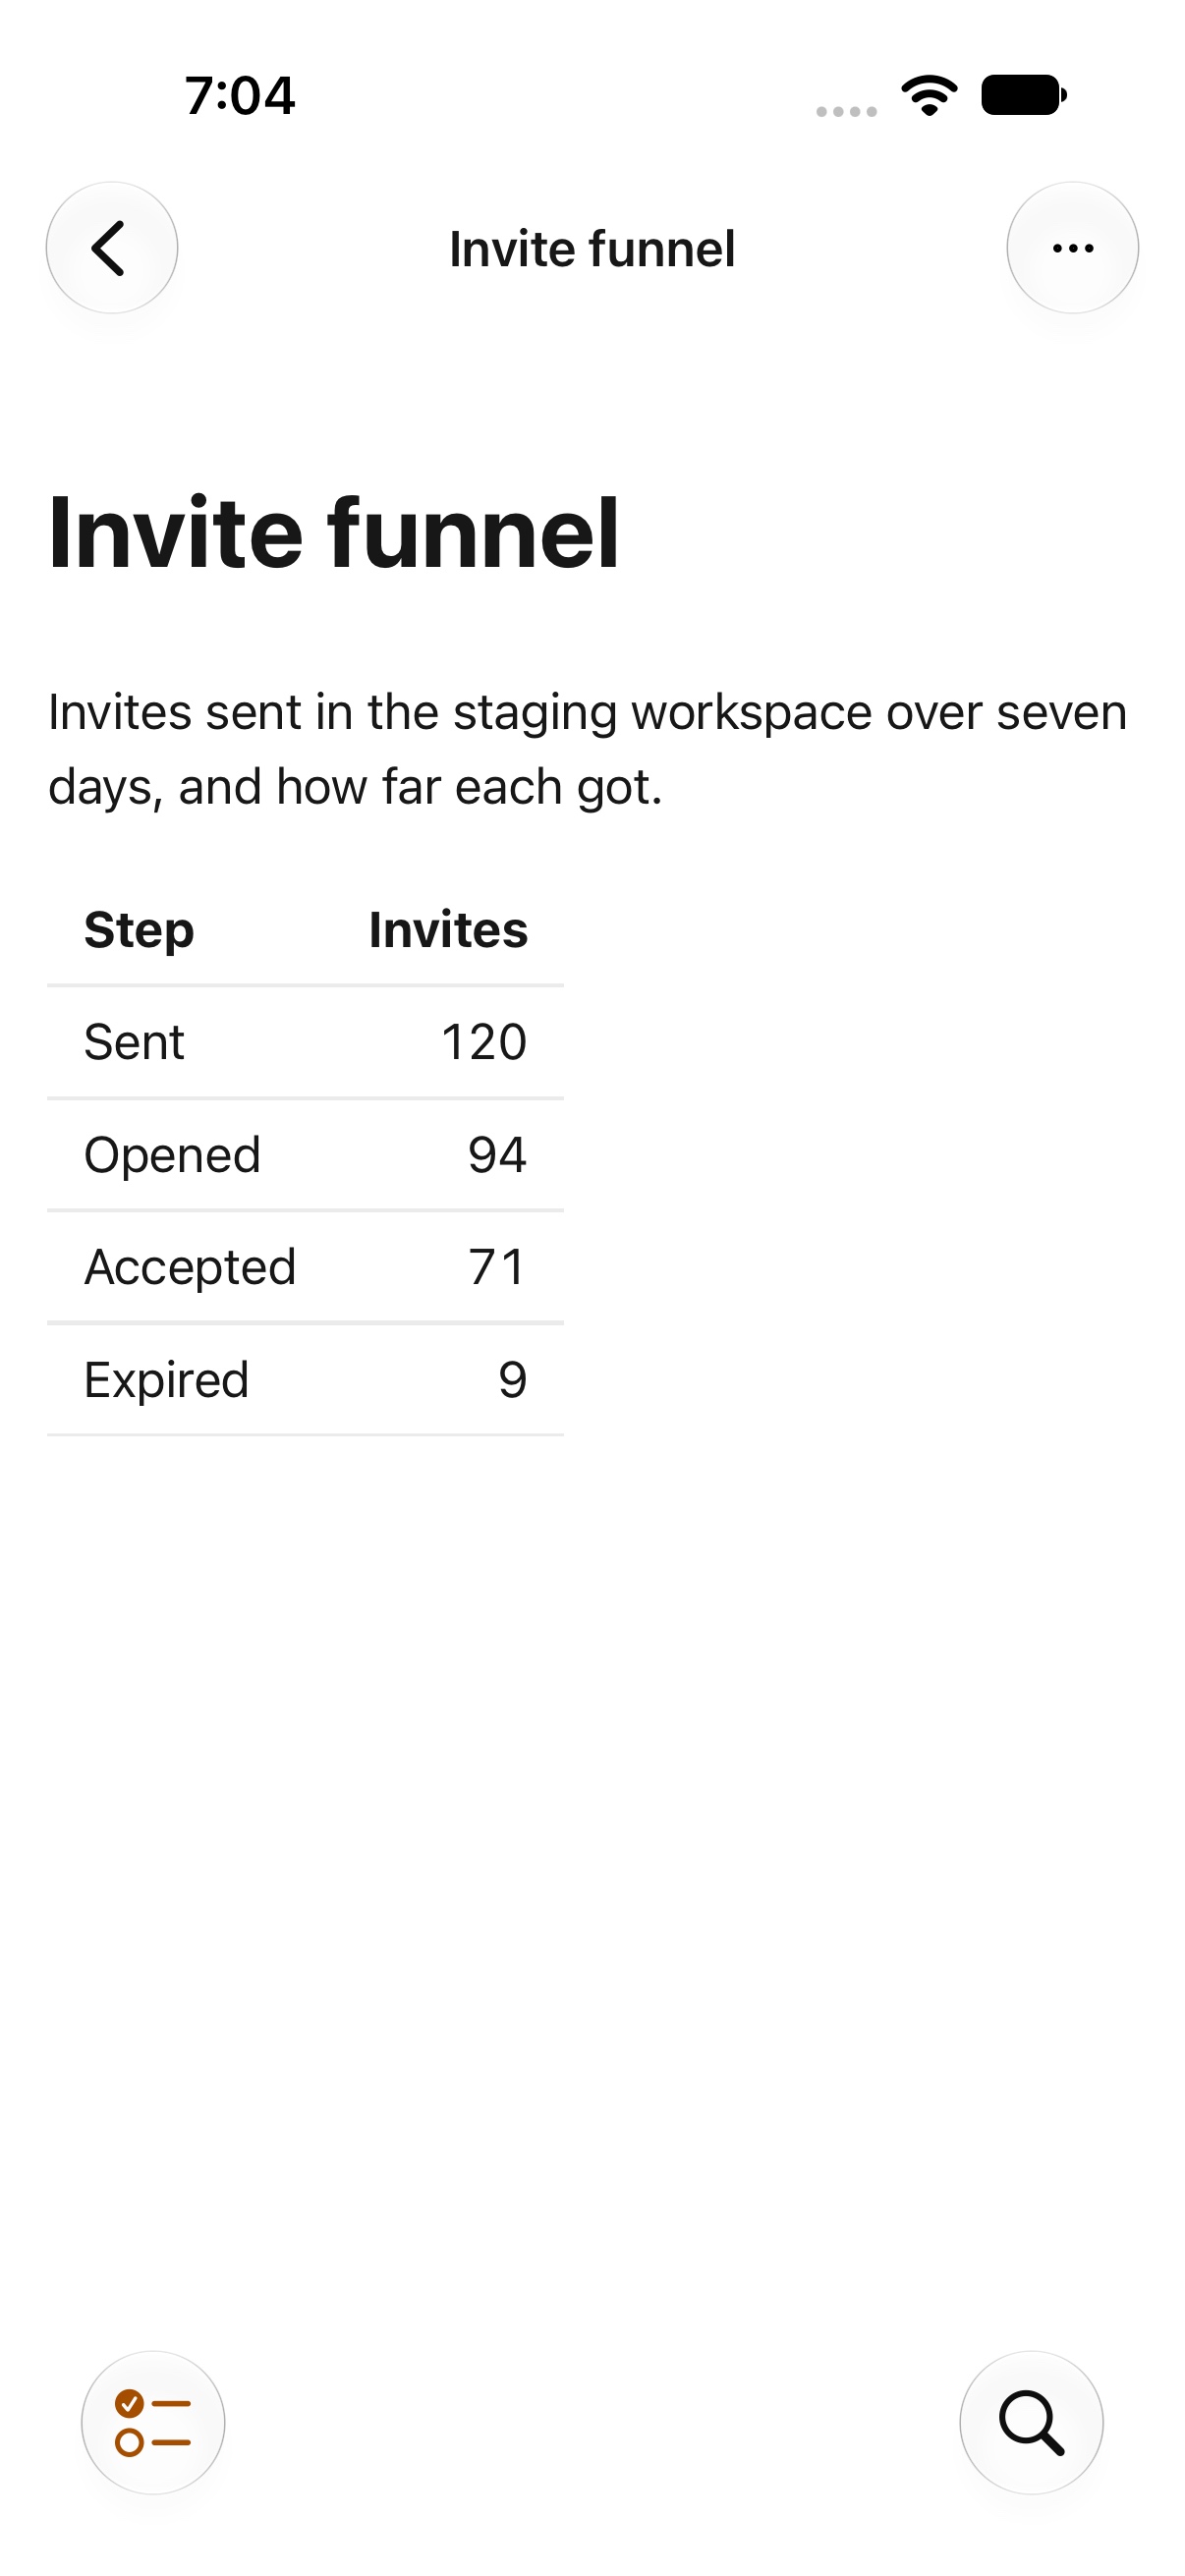 7:04
Invite funnel
Invite funnel
Invites sent in the staging workspace over seven
days, and how far each got.
Step Invites
Sent 120
Opened 94
Accepted 71
Expired 9